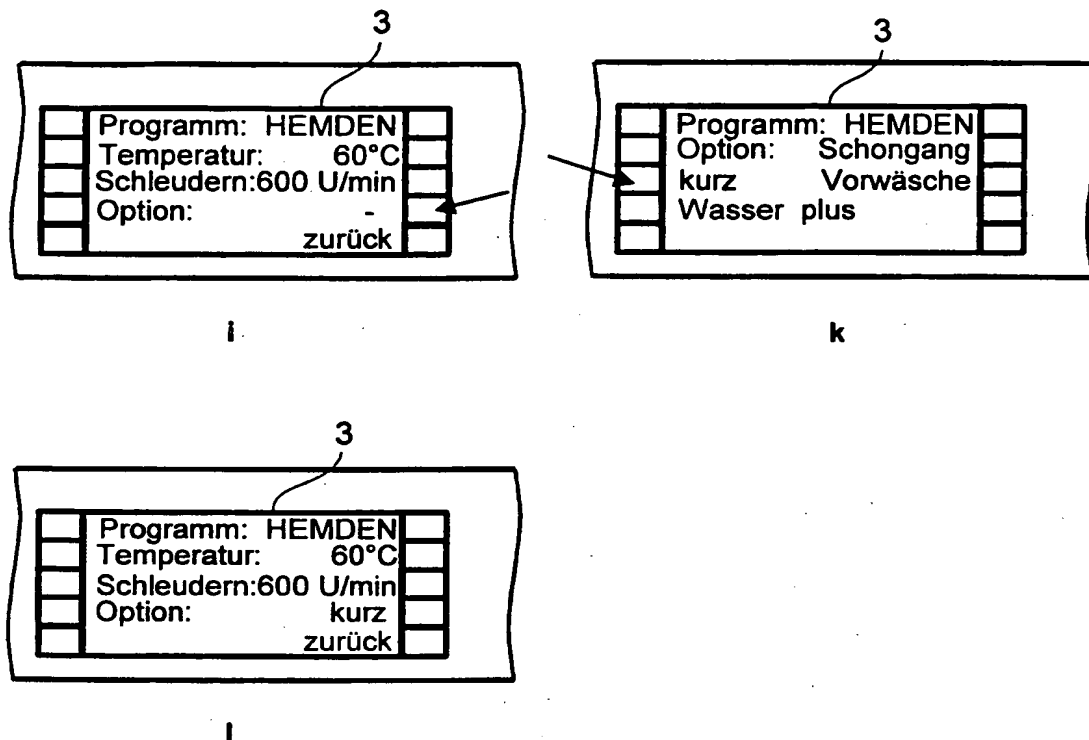 3
Programm: HEMDEN
Temperatur: 60°C
Schleudern:600 U/min
Option: -
zurück
i
3
Programm: HEMDEN
Option: Schongang
kurz Vorwäsche
Wasser plus
k
3
Programm: HEMDEN
Temperatur: 60°C
Schleudern:600 U/min
Option: kurz
zurück
l